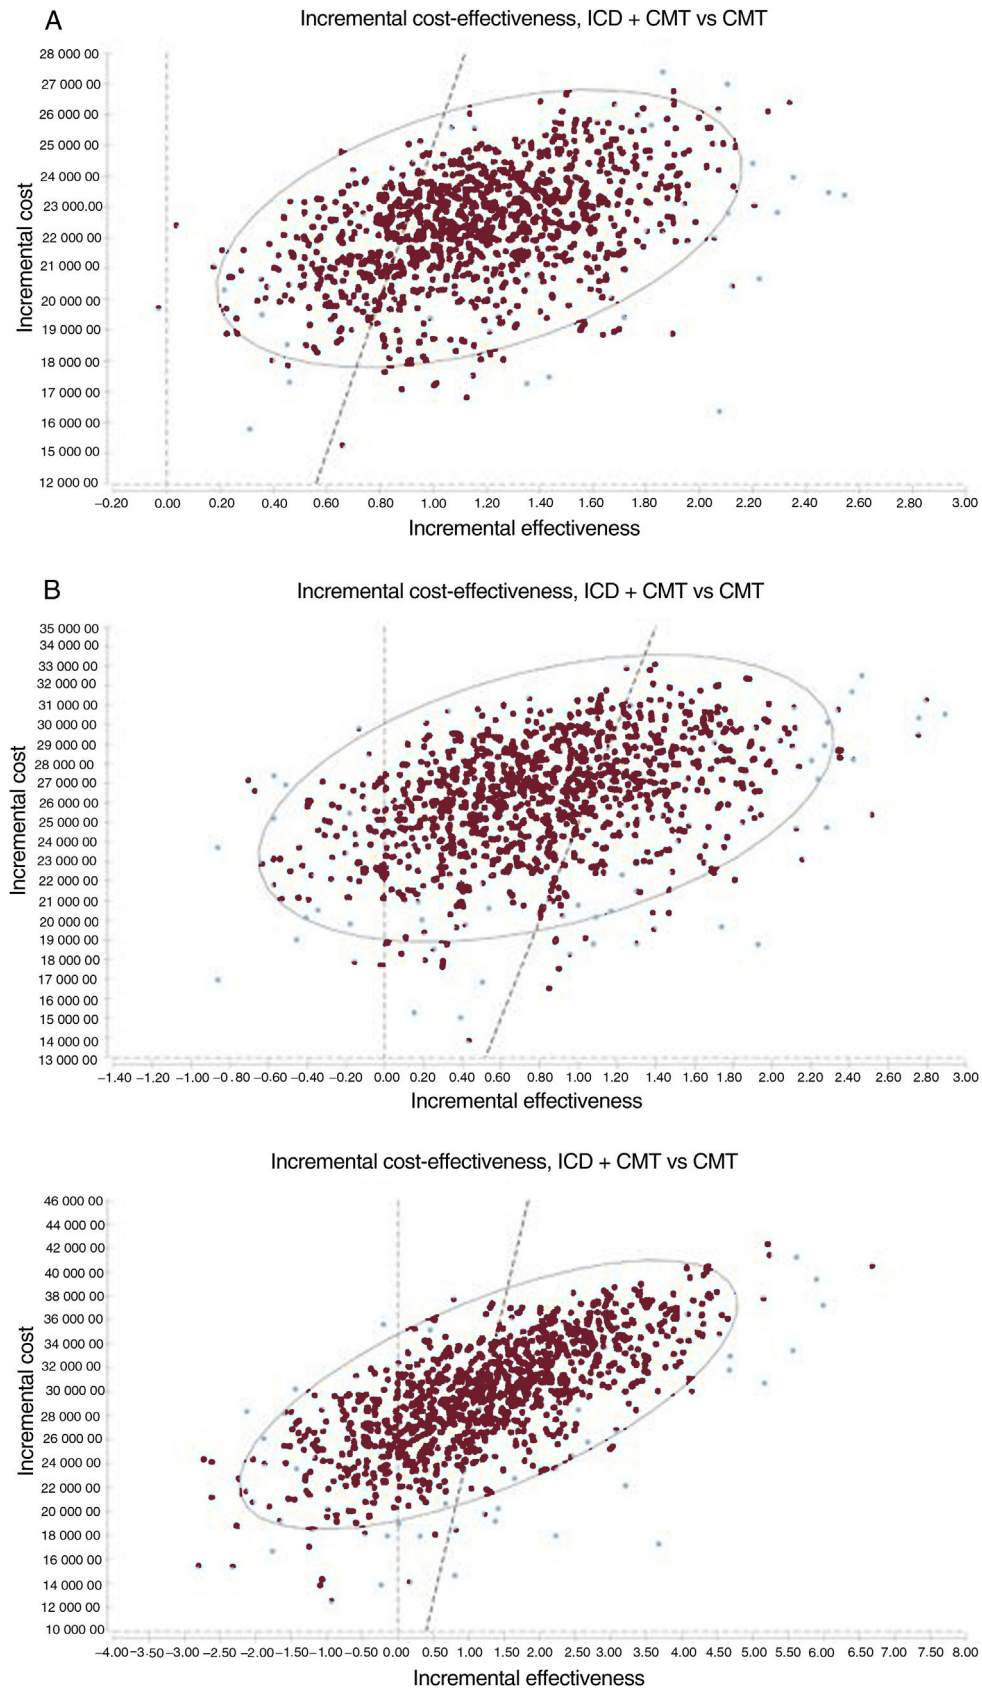 A
Incremental cost-effectiveness, ICD + CMT vs CMT
28 000 00
27 000 00
26 000 00
25 000 00
24 000 00
23 000 00
22 000 00
21 000 00
20 000 00
19 000 00
18 000 00
17 000 00
16 000 00
15 000 00
12 000 00
Incremental cost
−0.20 0.00 0.20 0.40 0.60 0.80 1.00 1.20 1.40 1.60 1.80 2.00 2.20 2.40 2.60 2.80 3.00
Incremental effectiveness
B
Incremental cost-effectiveness, ICD + CMT vs CMT
35 000 00
34 000 00
33 000 00
32 000 00
31 000 00
30 000 00
29 000 00
28 000 00
27 000 00
26 000 00
25 000 00
24 000 00
23 000 00
22 000 00
21 000 00
20 000 00
19 000 00
18 000 00
17 000 00
16 000 00
15 000 00
14 000 00
13 000 00
Incremental cost
−1.40 −1.20 −1.00 −0.80 −0.60 −0.40 −0.20 0.00 0.20 0.40 0.60 0.80 1.00 1.20 1.40 1.60 1.80 2.00 2.20 2.40 2.60 2.80 3.00
Incremental effectiveness
Incremental cost-effectiveness, ICD + CMT vs CMT
46 000 00
44 000 00
42 000 00
40 000 00
38 000 00
36 000 00
34 000 00
32 000 00
30 000 00
28 000 00
26 000 00
24 000 00
22 000 00
20 000 00
18 000 00
16 000 00
14 000 00
12 000 00
10 000 00
Incremental cost
−4.00 −3.50 −3.00 −2.50 −2.00 −1.50 −1.00 −0.50 0.00 0.50 1.00 1.50 2.00 2.50 3.00 3.50 4.00 4.50 5.00 5.50 6.00 6.50 7.00 7.50 8.00
Incremental effectiveness